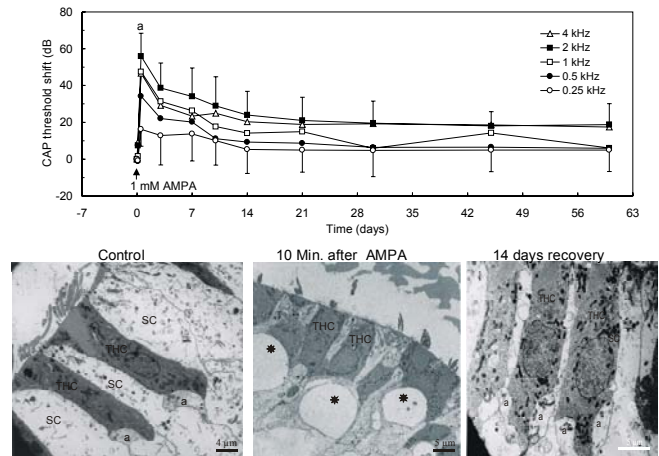 80
60
40
20
0
-20
CAP threshold shift (dB
a
4 kHz
2 kHz
1 kHz
0.5 kHz
0.25 kHz
1 mM AMPA
-7 0 7 14 21 28 35 42 49 56 63
Time (days)
Control
10 Min. after AMPA
14 days recovery
SC
THC
THC
SC
SC
a
a
4 µm
THC
THC
5 µm
THC
THC
SC
a
a
a
a